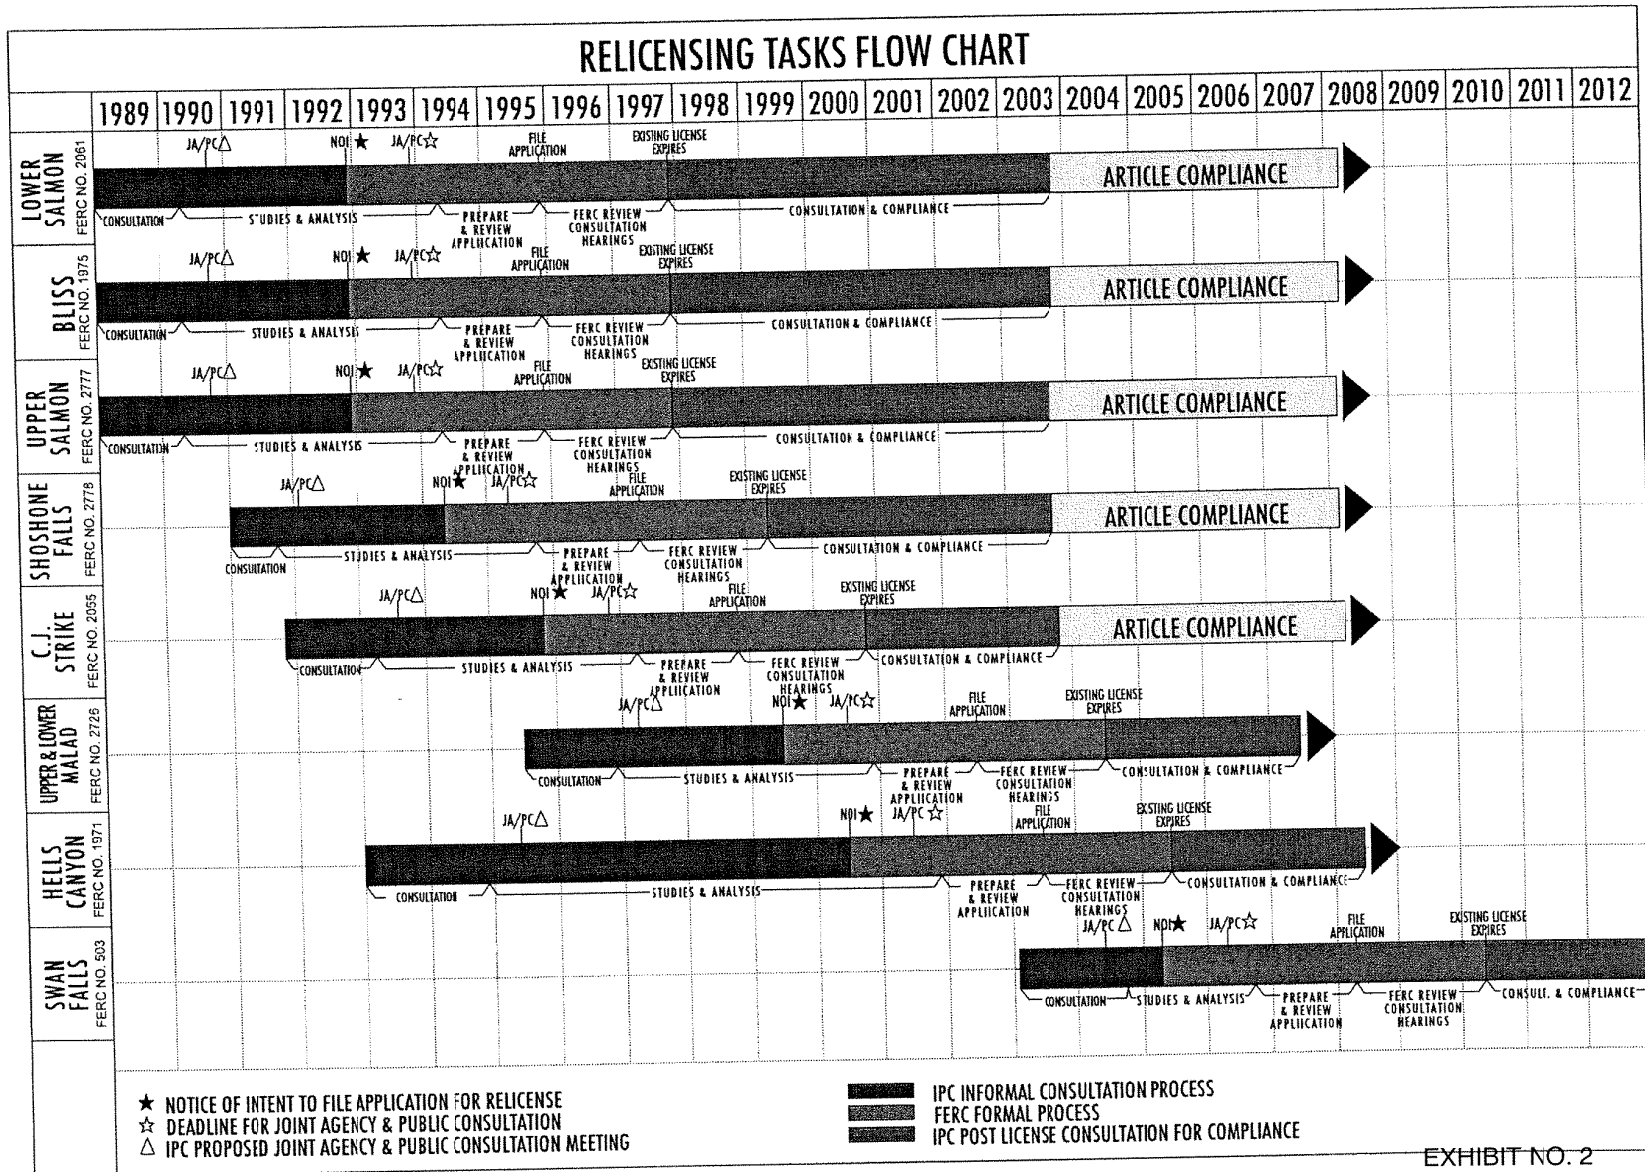 RELICENSING TASKS FLOW CHART
1989 1990 1991 1992 1993 1994 1995 1996 1997 1998 1999 2000 2001 2002 2003 2004 2005 2006 2007 2008 2009 2010 2011 2012
LOWER
SALMON
FERC NO. 2061
JA/PC△ NOI ★ JA/PC☆ FILE
APPLICATION
EXISTING LICENSE
EXPIRES
ARTICLE COMPLIANCE
CONSULTATION STUDIES & ANALYSIS PREPARE
& REVIEW
APPLIICATION
FERC REVIEW
CONSULTATION
HEARINGS
CONSULTATION & COMPLIANCE
BLISS
FERC NO. 1975
JA/PC△ NOI ★ JA/PC☆ FILE
APPLICATION
EXISTING LICENSE
EXPIRES
ARTICLE COMPLIANCE
CONSULTATION STUDIES & ANALYSIS PREPARE
& REVIEW
APPLIICATION
FERC REVIEW
CONSULTATION
HEARINGS
CONSULTATION & COMPLIANCE
UPPER
SALMON
FERC NO. 2777
JA/PC△ NOI ★ JA/PC☆ FILE
APPLICATION
EXISTING LICENSE
EXPIRES
ARTICLE COMPLIANCE
CONSULTATION STUDIES & ANALYSIS PREPARE
& REVIEW
APPLIICATION
FERC REVIEW
CONSULTATION
HEARINGS
CONSULTATION & COMPLIANCE
SHOSHONE
FALLS
FERC NO. 2778
JA/PC△ NOI★ JA/PC☆ FILE
APPLICATION
EXISTING LICENSE
EXPIRES
ARTICLE COMPLIANCE
CONSULTATION STUDIES & ANALYSIS PREPARE
& REVIEW
APPLIICATION
FERC REVIEW
CONSULTATION
HEARINGS
CONSULTATION & COMPLIANCE
C.J.
STRIKE
FERC NO. 2055
JA/PC△ NOI★ JA/PC☆ FILE
APPLICATION
EXISTING LICENSE
EXPIRES
ARTICLE COMPLIANCE
CONSULTATION STUDIES & ANALYSIS PREPARE
& REVIEW
APPLIICATION
FERC REVIEW
CONSULTATION
HEARINGS
CONSULTATION & COMPLIANCE
UPPER & LOWER
MALAD
FERC NO. 2726
JA/PC△ NOI★ JA/PC☆ FILE
APPLICATION
EXISTING LICENSE
EXPIRES
CONSULTATION STUDIES & ANALYSIS PREPARE
& REVIEW
APPLIICATION
FERC REVIEW
CONSULTATION
HEARINGS
CONSULTATION & COMPLIANCE
HELLS
CANYON
FERC NO. 1971
JA/PC△ NOI★ JA/PC☆ FILE
APPLICATION
EXISTING LICENSE
EXPIRES
CONSULTATION STUDIES & ANALYSIS PREPARE
& REVIEW
APPLIICATION
FERC REVIEW
CONSULTATION
HEARINGS
CONSULTATION & COMPLIANCE
SWAN
FALLS
FERC NO. 503
JA/PC△ NOI★ JA/PC☆ FILE
APPLICATION
EXISTING LICENSE
EXPIRES
CONSULTATION STUDIES & ANALYSIS PREPARE
& REVIEW
APPLIICATION
FERC REVIEW
CONSULTATION
HEARINGS
CONSULT. & COMPLIANCE
★ NOTICE OF INTENT TO FILE APPLICATION FOR RELICENSE
☆ DEADLINE FOR JOINT AGENCY & PUBLIC CONSULTATION
△ IPC PROPOSED JOINT AGENCY & PUBLIC CONSULTATION MEETING
IPC INFORMAL CONSULTATION PROCESS
FERC FORMAL PROCESS
IPC POST LICENSE CONSULTATION FOR COMPLIANCE
EXHIBIT NO. 2